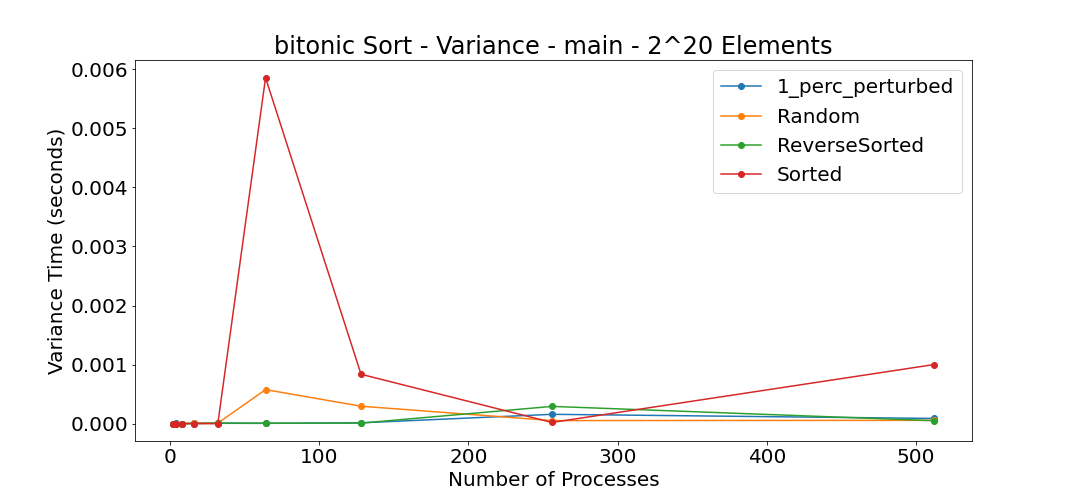 bitonic Sort - Variance - main - 2^20 Elements
Variance Time (seconds)
0.006
0.005
0.004
0.003
0.002
0.001
0.000
1_perc_perturbed
Random
ReverseSorted
Sorted
0 100 200 300 400 500
Number of Processes